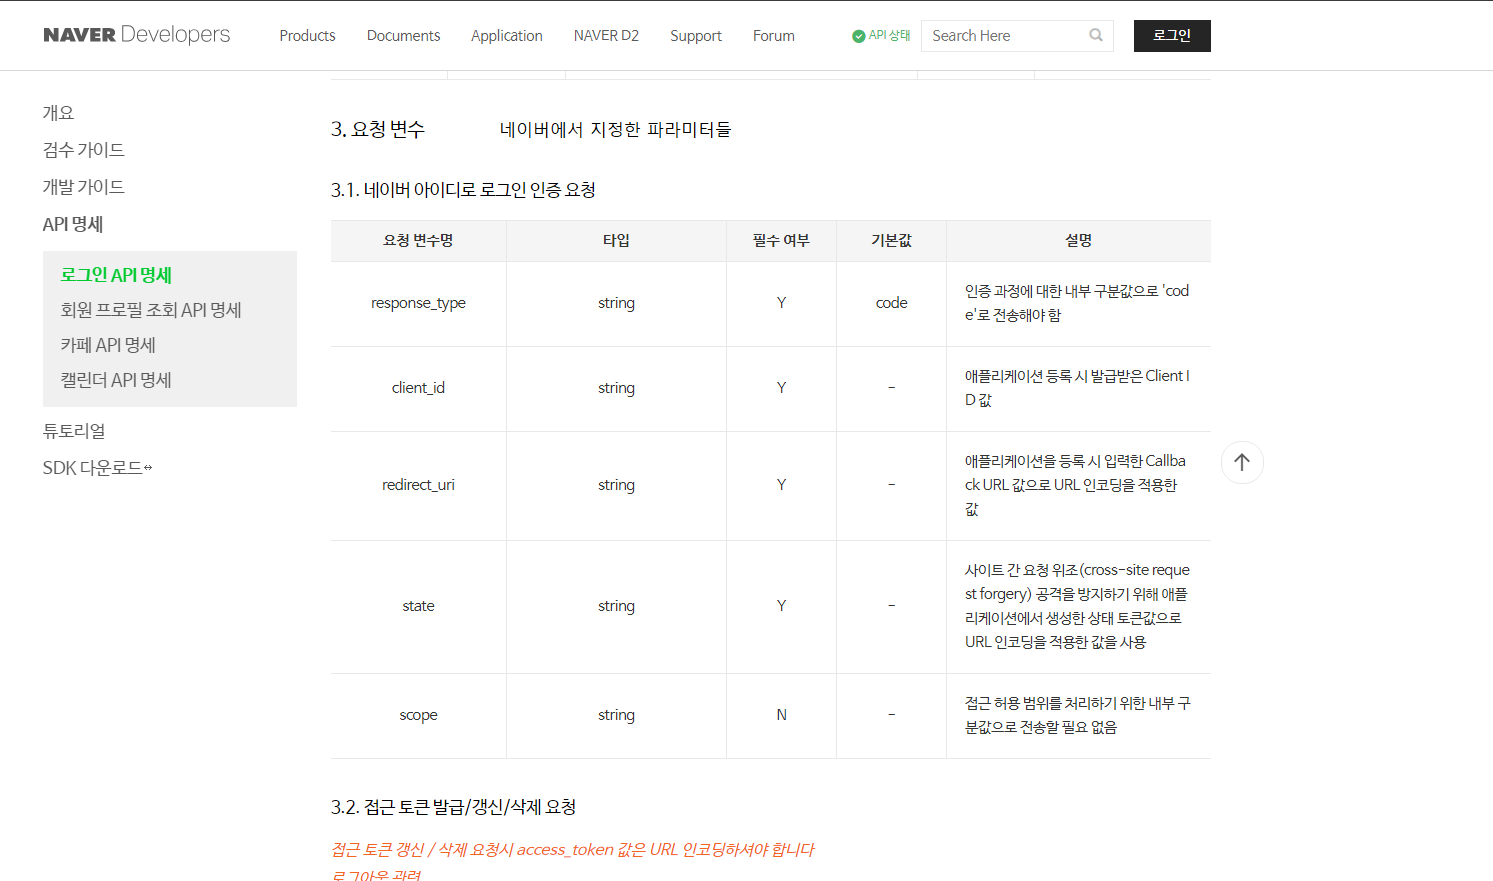 NAVER Developers
Products
Documents
Application
NAVER D2
Support
Forum
API 상태
Search Here
로그인
개요
검수 가이드
개발 가이드
API 명세
로그인 API 명세
회원 프로필 조회 API 명세
카페 API 명세
캘린더 API 명세
튜토리얼
SDK 다운로드
3. 요청 변수 네이버에서 지정한 파라미터들
3.1. 네이버 아이디로 로그인 인증 요청
요청 변수명 타입 필수 여부 기본값 설명
response_type string Y code 인증 과정에 대한 내부 구분값으로 'cod
e'로 전송해야 함
client_id string Y - 애플리케이션 등록 시 발급받은 Client I
D 값
redirect_uri string Y - 애플리케이션을 등록 시 입력한 Callba
ck URL 값으로 URL 인코딩을 적용한
값
state string Y - 사이트 간 요청 위조(cross-site reque
st forgery) 공격을 방지하기 위해 애플
리케이션에서 생성한 상태 토큰값으로
URL 인코딩을 적용한 값을 사용
scope string N - 접근 허용 범위를 처리하기 위한 내부 구
분값으로 전송할 필요 없음
3.2. 접근 토큰 발급/갱신/삭제 요청
접근 토큰 갱신 / 삭제 요청시 access_token 값은 URL 인코딩하셔야 합니다
로그아웃 관련